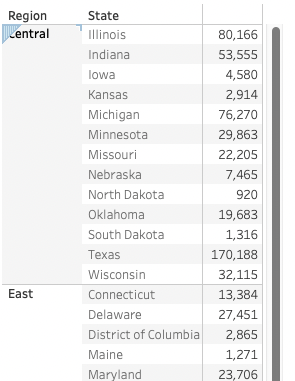 Region State
Central Illinois 80,166
Indiana 53,555
Iowa 4,580
Kansas 2,914
Michigan 76,270
Minnesota 29,863
Missouri 22,205
Nebraska 7,465
North Dakota 920
Oklahoma 19,683
South Dakota 1,316
Texas 170,188
Wisconsin 32,115
East Connecticut 13,384
Delaware 27,451
District of Columbia 2,865
Maine 1,271
Maryland 23,706